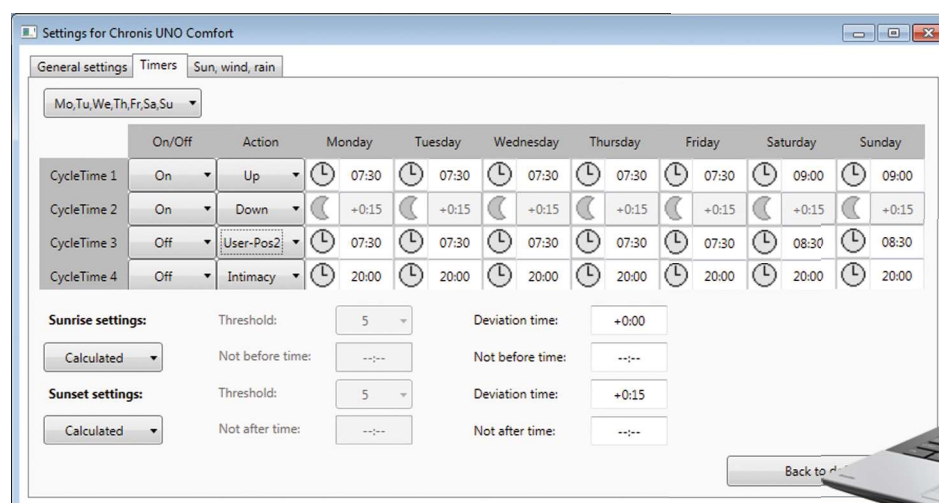 Settings for Chronis UNO Comfort
General settings Timers Sun, wind, rain
Mo,Tu,We,Th,Fr,Sa,Su
On/Off Action Monday Tuesday Wednesday Thursday Friday Saturday Sunday
CycleTime 1 On Up 07:30 07:30 07:30 07:30 07:30 09:00 09:00
CycleTime 2 On Down +0:15 +0:15 +0:15 +0:15 +0:15 +0:15 +0:15
CycleTime 3 Off User-Pos2 07:30 07:30 07:30 07:30 07:30 08:30 08:30
CycleTime 4 Off Intimacy 20:00 20:00 20:00 20:00 20:00 20:00 20:00
Sunrise settings: Threshold: 5 Deviation time: +0:00
Calculated Not before time: --:-- Not before time: --:--
Sunset settings: Threshold: 5 Deviation time: +0:15
Calculated Not after time: --:-- Not after time: --:--
Back to